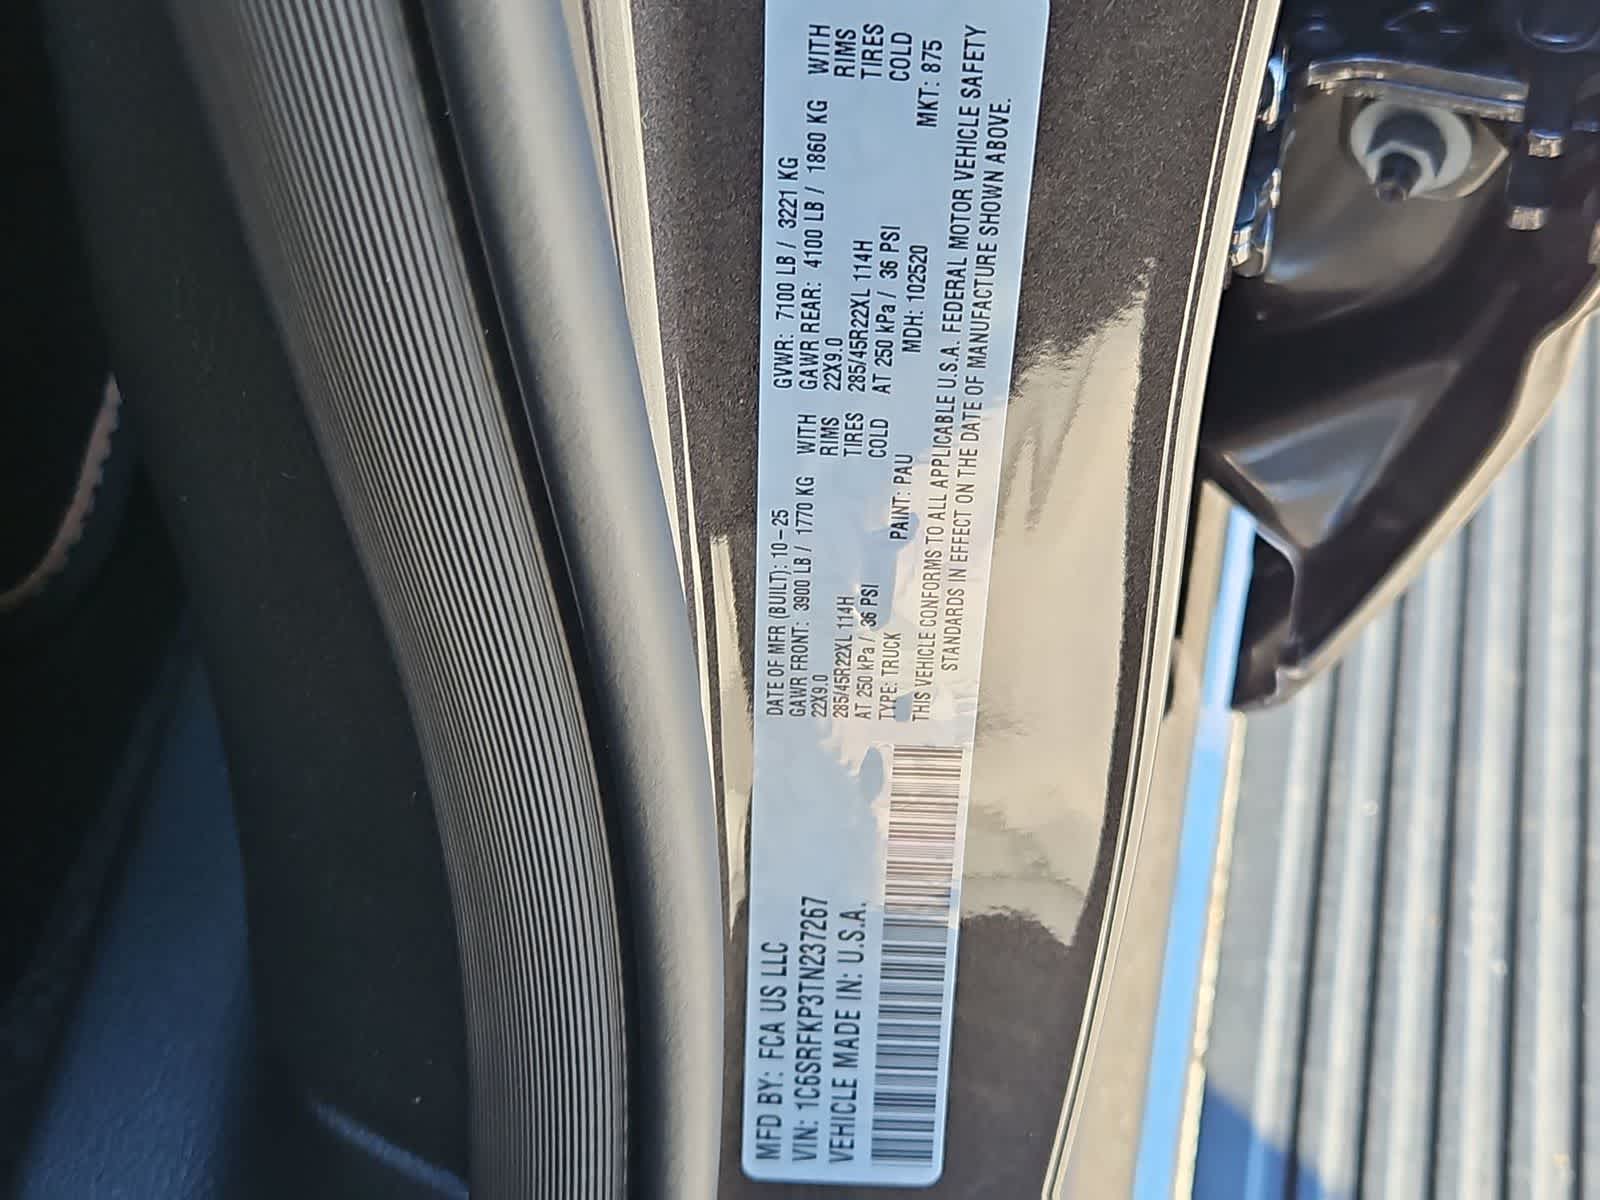 MFD BY: FCA US LLC
VIN: 1C6SRFKP3TN237267
VEHICLE MADE IN: U.S.A.
DATE OF MFR (BUILT): 10-25 GVWR: 7100 LB / 3221 KG
GAWR FRONT: 3900 LB / 1770 KG WITH GAWR REAR: 4100 LB / 1860 KG WITH
22X9.0 RIMS 22X9.0 RIMS
285/45R22XL 114H TIRES 285/45R22XL 114H TIRES
AT 250 kPa / 36 PSI COLD AT 250 kPa / 36 PSI COLD
TYPE: TRUCK PAINT: PAU MDH: 102520 MKT: 875
THIS VEHICLE CONFORMS TO ALL APPLICABLE U.S.A. FEDERAL MOTOR VEHICLE SAFETY
STANDARDS IN EFFECT ON THE DATE OF MANUFACTURE SHOWN ABOVE.